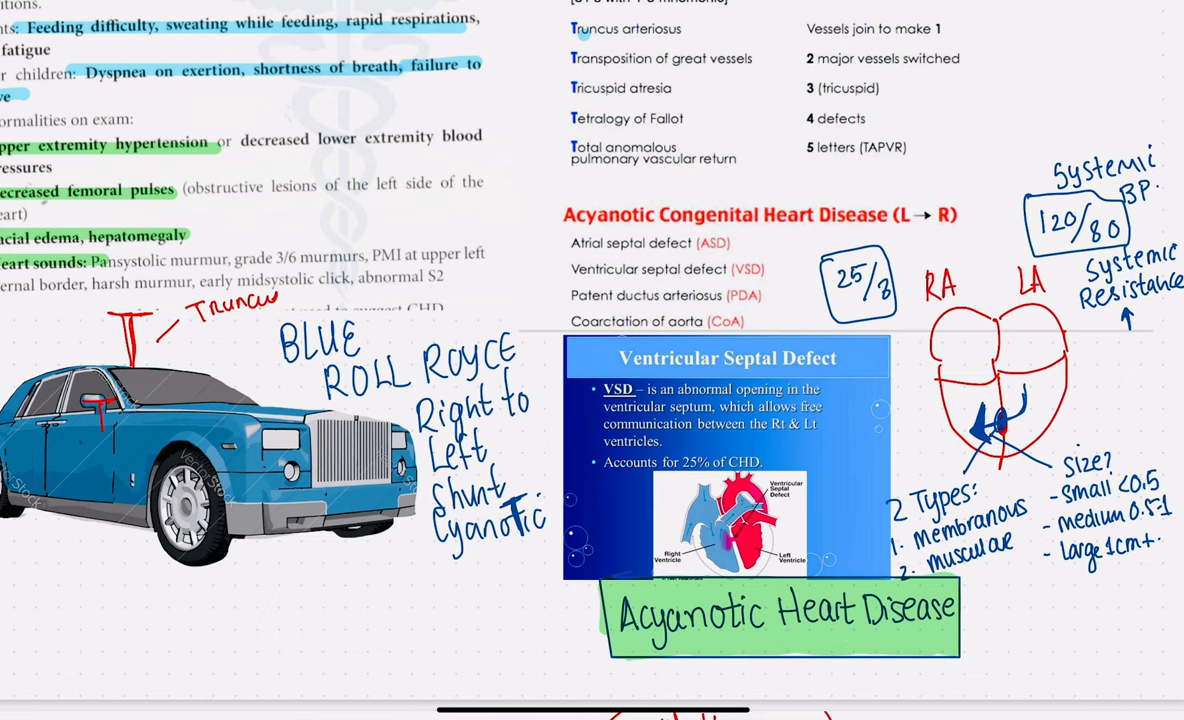 itions.
nts: Feeding difficulty, sweating while feeding, rapid respirations,
fatigue
r children: Dyspnea on exertion, shortness of breath, failure to
ve
ormalities on exam:
pper extremity hypertension or decreased lower extremity blood
ressures
ecreased femoral pulses (obstructive lesions of the left side of the
eart)
acial edema, hepatomegaly
eart sounds: Pansystolic murmur, grade 3/6 murmurs, PMI at upper left
ernal border, harsh murmur, early midsystolic click, abnormal S2
Truncus arteriosus Vessels join to make 1
Transposition of great vessels 2 major vessels switched
Tricuspid atresia 3 (tricuspid)
Tetralogy of Fallot 4 defects
Total anomalous 5 letters (TAPVR)
pulmonary vascular return
Acyanotic Congenital Heart Disease (L → R)
Atrial septal defect (ASD)
Ventricular septal defect (VSD)
Patent ductus arteriosus (PDA)
Coarctation of aorta (CoA)
Systemic
BP.
120/80
Systemic
Resistance
↑
25/8
RA LA
T
Truncus
T
BLUE
ROLL ROYCE
Right to
Left
Shunt
CyanoTic
VectorStock
VectorStock
Ventricular Septal Defect
• VSD – is an abnormal opening in the
ventricular septum, which allows free
communication between the Rt & Lt
ventricles.
• Accounts for 25% of CHD.
Ventricular
Septal
Defect
Right
Ventricle
Left
Ventricle
2 Types:
1. membranous
2. muscular
Size?
- small <0.5
- medium 0.5-1
- large 1cm+.
Acyanotic Heart Disease